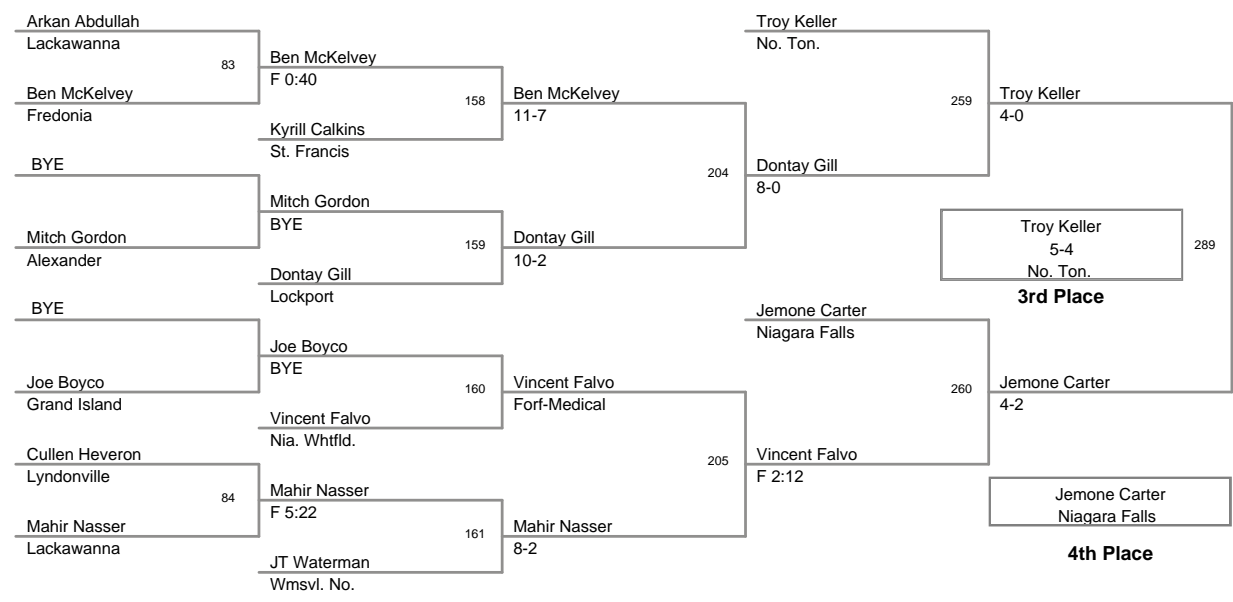 Arkan Abdullah
Lackawanna
83
Ben McKelvey
Fredonia
BYE
Mitch Gordon
Alexander
BYE
Joe Boyco
Grand Island
Cullen Heveron
Lyndonville
84
Mahir Nasser
Lackawanna
Ben McKelvey
F 0:40
158
Kyrill Calkins
St. Francis
Mitch Gordon
BYE
159
Dontay Gill
Lockport
Joe Boyco
BYE
160
Vincent Falvo
Nia. Whtfld.
Mahir Nasser
F 5:22
161
JT Waterman
Wmsvl. No.
Ben McKelvey
11-7
204
Dontay Gill
10-2
Vincent Falvo
Forf-Medical
205
Mahir Nasser
8-2
Troy Keller
No. Ton.
259
Dontay Gill
8-0
Jemone Carter
Niagara Falls
260
Vincent Falvo
F 2:12
Troy Keller
4-0
Troy Keller
5-4
No. Ton.
289
3rd Place
Jemone Carter
4-2
Jemone Carter
Niagara Falls
4th Place